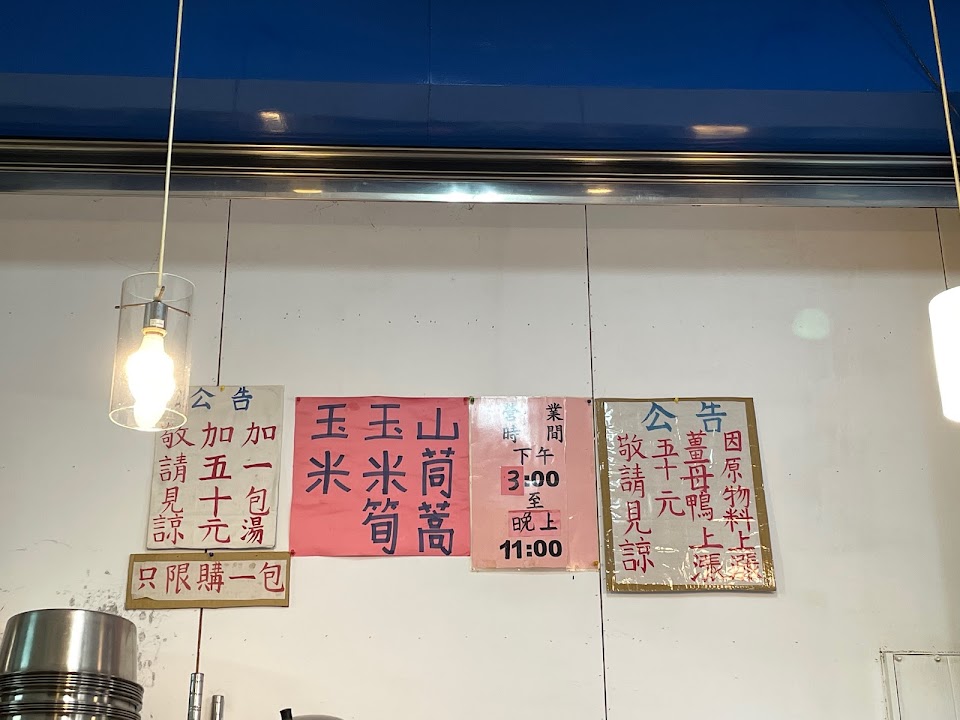 公告
加一包湯
加五十元
敬請見諒
只限購一包
山茼蒿
玉米筍
玉米
營業
時間
下午
3:00
至
晚上
11:00
公告
因原物料上漲
薑母鴨上漲
五十元
敬請見諒